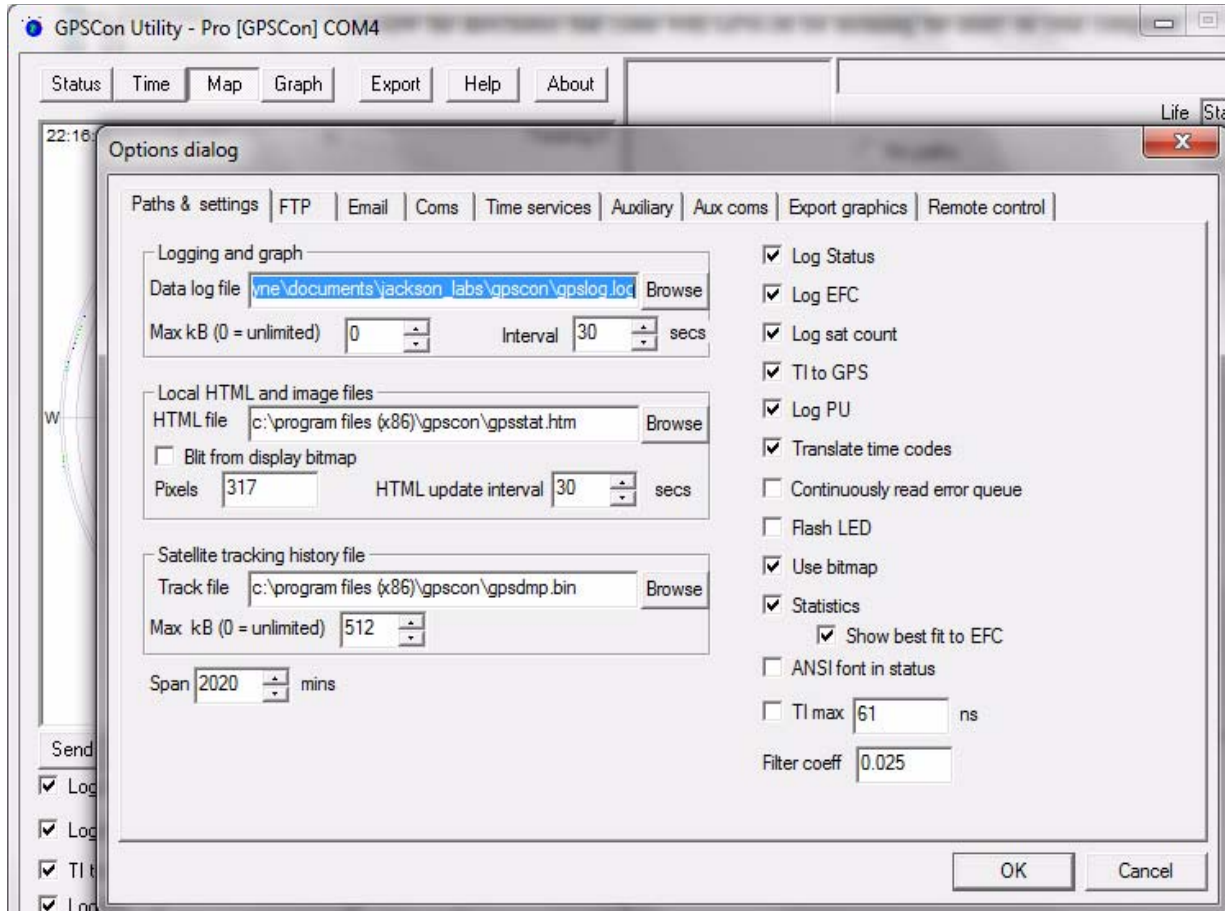 GPSCon Utility - Pro [GPSCon] COM4
Status Time Map Graph Export Help About
Life Sta
22:16:
Options dialog
Paths & settings FTP Email Coms Time services Auxiliary Aux coms Export graphics Remote control
Logging and graph
Data log file yne\documents\jackson_labs\gpscon\gpslog.log Browse
Max kB (0 = unlimited) 0 Interval 30 secs
Local HTML and image files
HTML file c:\program files (x86)\gpscon\gpsstat.htm Browse
Blit from display bitmap
Pixels 317 HTML update interval 30 secs
Satellite tracking history file
Track file c:\program files (x86)\gpscon\gpsdmp.bin Browse
Max kB (0 = unlimited) 512
Span 2020 mins
Log Status
Log EFC
Log sat count
TI to GPS
Log PU
Translate time codes
Continuously read error queue
Flash LED
Use bitmap
Statistics
Show best fit to EFC
ANSI font in status
TI max 61 ns
Filter coeff 0.025
OK Cancel
W
Send
Log
Log
TI t
Log